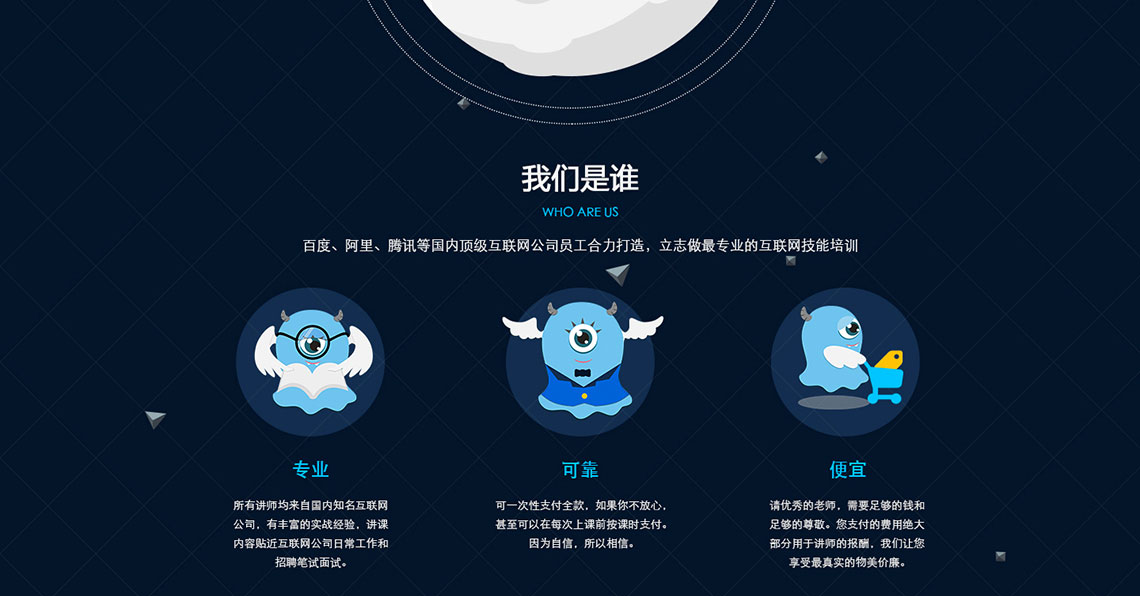 我们是谁
WHO ARE US
百度、阿里、腾讯等国内顶级互联网公司员工合力打造，立志做最专业的互联网技能培训
专业
所有讲师均来自国内知名互联网
公司，有丰富的实战经验，讲课
内容贴近互联网公司日常工作和
招聘笔试面试。
可靠
可一次性支付全款，如果你不放心，
甚至可以在每次上课前按课时支付。
因为自信，所以相信。
便宜
请优秀的老师，需要足够的钱和
足够的尊敬。您支付的费用绝大
部分用于讲师的报酬，我们让您
享受最真实的物美价廉。